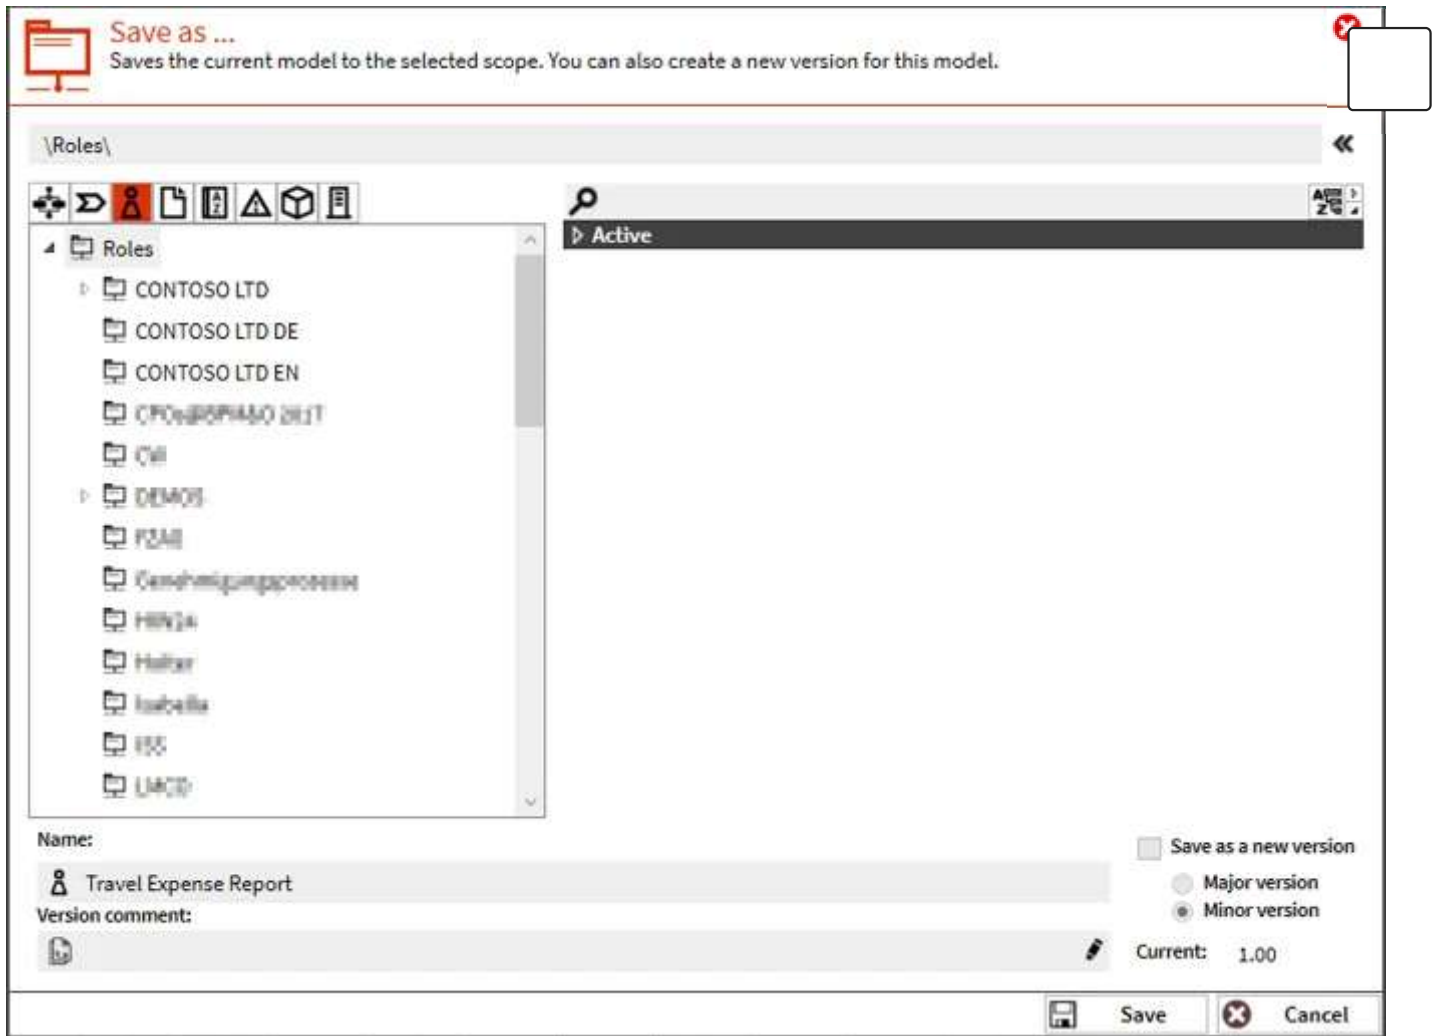 Save as ...
Saves the current model to the selected scope. You can also create a new version for this model.
\Roles\
Active
Roles
CONTOSO LTD
CONTOSO LTD DE
CONTOSO LTD EN
DEMOS
Isabella
Name:
Travel Expense Report
Version comment:
Save as a new version
Major version
Minor version
Current: 1.00
Save
Cancel